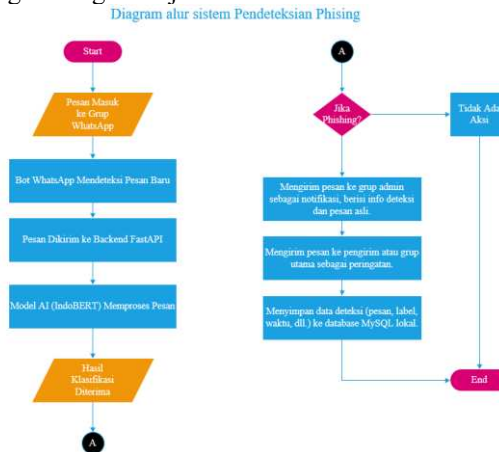 Diagram alur sistem Pendeteksian Phising
Start
Pesan Masuk
ke Grup
WhatsApp
Bot WhatsApp Mendeteksi Pesan Baru
Pesan Dikirim ke Backend FastAPI
Model AI (IndoBERT) Memproses Pesan
Hasil
Klasifikasi
Diterima
A
A
Jika
Phishing?
Tidak Ada
Aksi
Mengirim pesan ke grup admin
sebagai notifikasi, berisi info deteksi
dan pesan asli.
Mengirim pesan ke pengirim atau grup
utama sebagai peringatan.
Menyimpan data deteksi (pesan, label,
waktu, dll.) ke database MySQL lokal.
End